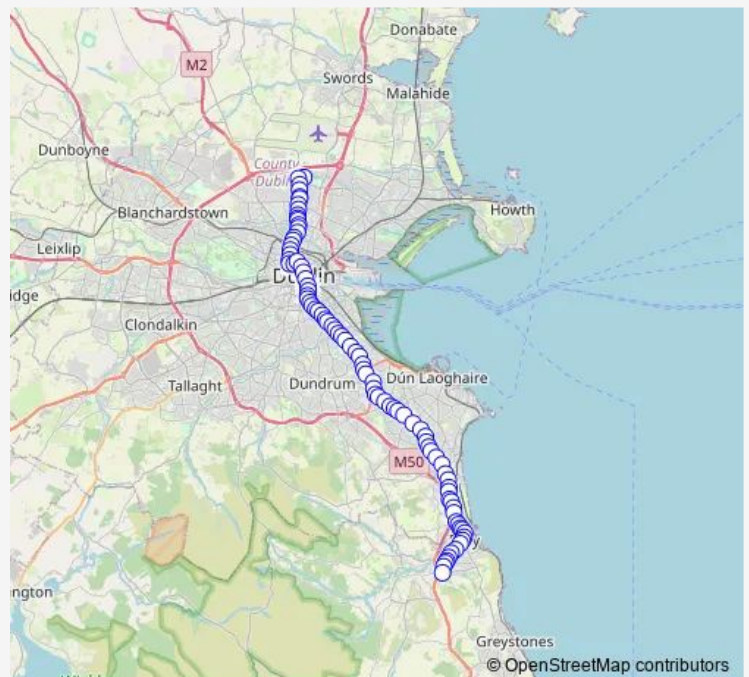 Donabate
M2
Swords
Malahide
Dunboyne
County
Dublin
Blanchardstown
Howth
Leixlip
Dublin
idge
Clondalkin
Tallaght
Dundrum
Dún Laoghaire
M50
ngton
Greystones
© OpenStreetMap contributors